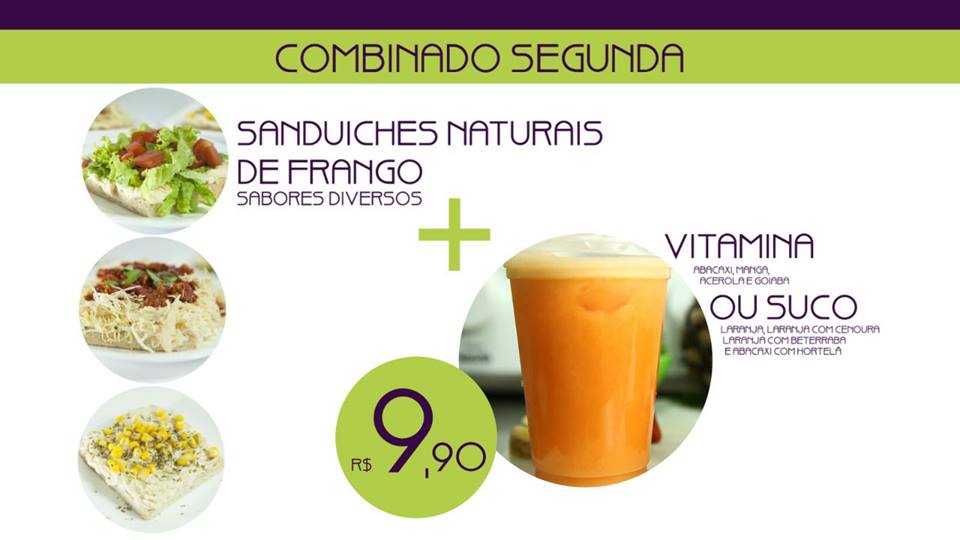 COMBINADO SEGUNDA
SANDUICHES NATURAIS
DE FRANGO
SABORES DIVERSOS
+
VITAMINA
ABACAXI, MANGA,
ACEROLA E GOIABA
OU SUCO
LARANJA, LARANJA COM CENOURA
LARANJA COM BETERRABA
E ABACAXI COM HORTELÃ
R$ 9,90